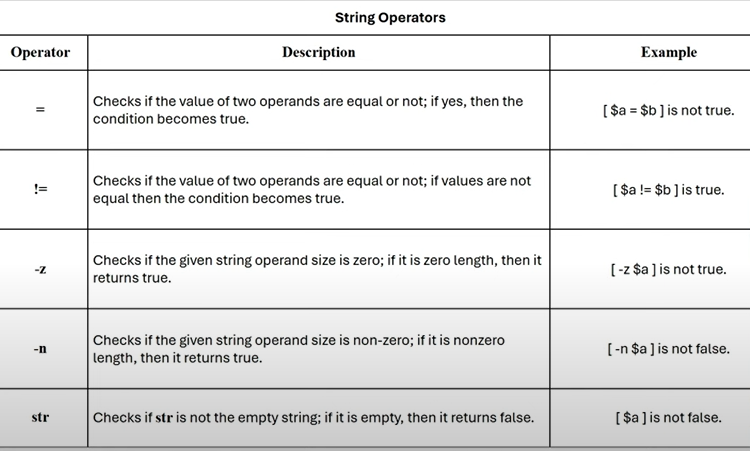 String Operators
Operator Description Example
= Checks if the value of two operands are equal or not; if yes, then the
condition becomes true. [ $a = $b ] is not true.
!= Checks if the value of two operands are equal or not; if values are not
equal then the condition becomes true. [ $a != $b ] is true.
-z Checks if the given string operand size is zero; if it is zero length, then it
returns true. [ -z $a ] is not true.
-n Checks if the given string operand size is non-zero; if it is nonzero
length, then it returns true. [ -n $a ] is not false.
str Checks if str is not the empty string; if it is empty, then it returns false. [ $a ] is not false.